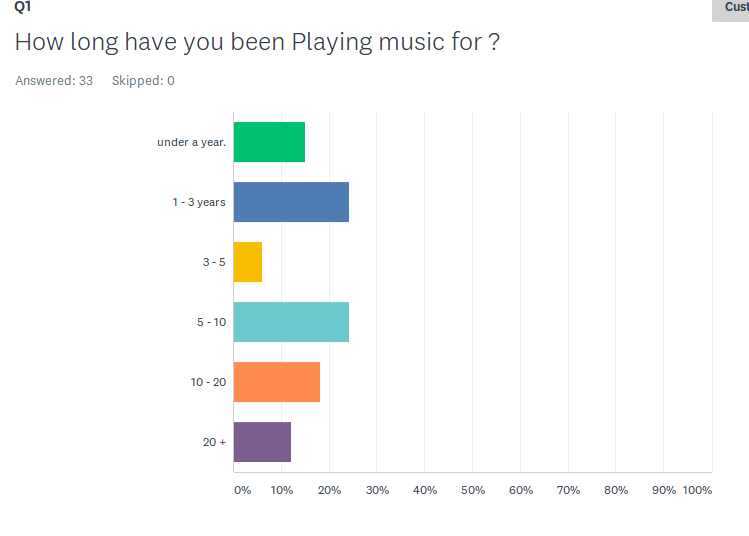 Q1
Cust
How long have you been Playing music for ?
Answered: 33 Skipped: 0
under a year.
1 - 3 years
3 - 5
5 - 10
10 - 20
20 +
0% 10% 20% 30% 40% 50% 60% 70% 80% 90% 100%